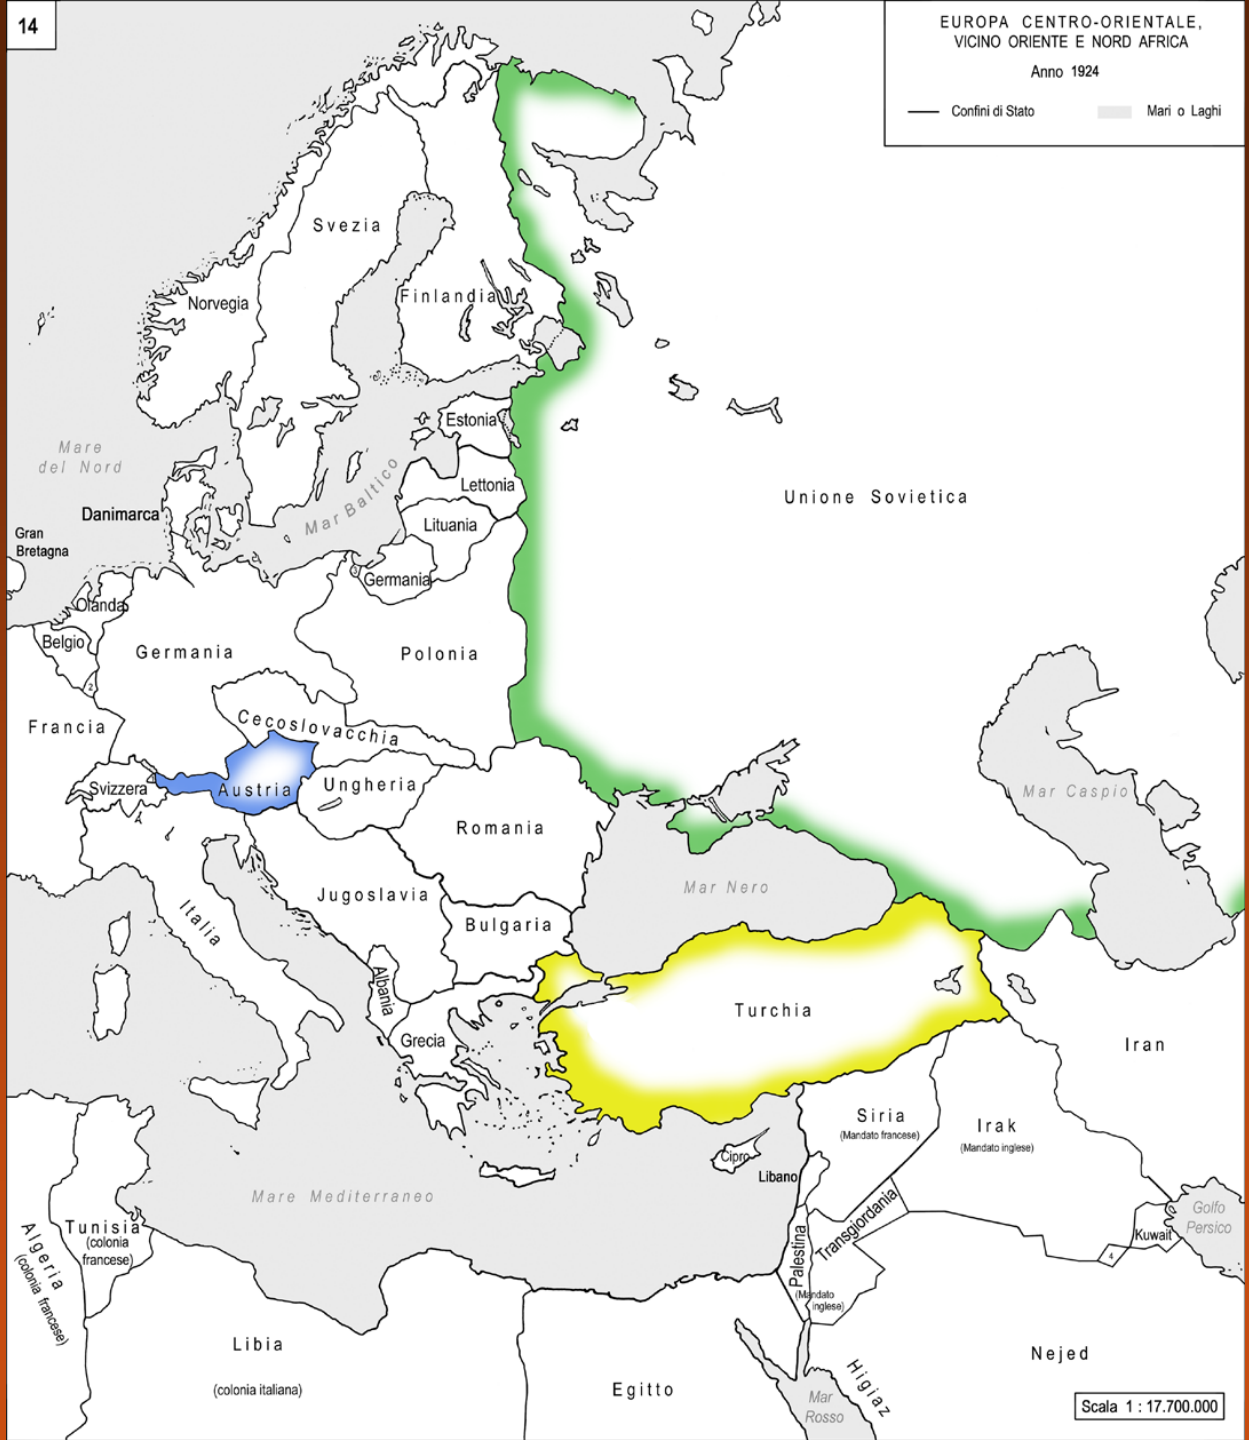 14
EUROPA CENTRO-ORIENTALE,
VICINO ORIENTE E NORD AFRICA
Anno 1924
Confini di Stato
Mari o Laghi
Svezia
Norvegia
Finlandia
Estonia
Mare
del Nord
Mar Baltico
Lettonia
Unione Sovietica
Danimarca
Lituania
Gran
Bretagna
3
Germania
Olanda
Belgio
Germania
Polonia
2
Francia
Cecoslovacchia
Svizzera
Austria
Ungheria
Mar Caspio
Romania
Mar Nero
Jugoslavia
Italia
Bulgaria
Albania
Turchia
Grecia
Iran
Siria
(Mandato francese)
Irak
(Mandato inglese)
Cipro
Libano
Mare Mediterraneo
Transgiordania
Golfo
Persico
Kuwait
4
Tunisia
(colonia
francese)
Algeria
(colonia francese)
Palestina
(Mandato
inglese)
Libia
(colonia italiana)
Egitto
Nejed
Higiaz
Mar
Rosso
Scala 1 : 17.700.000